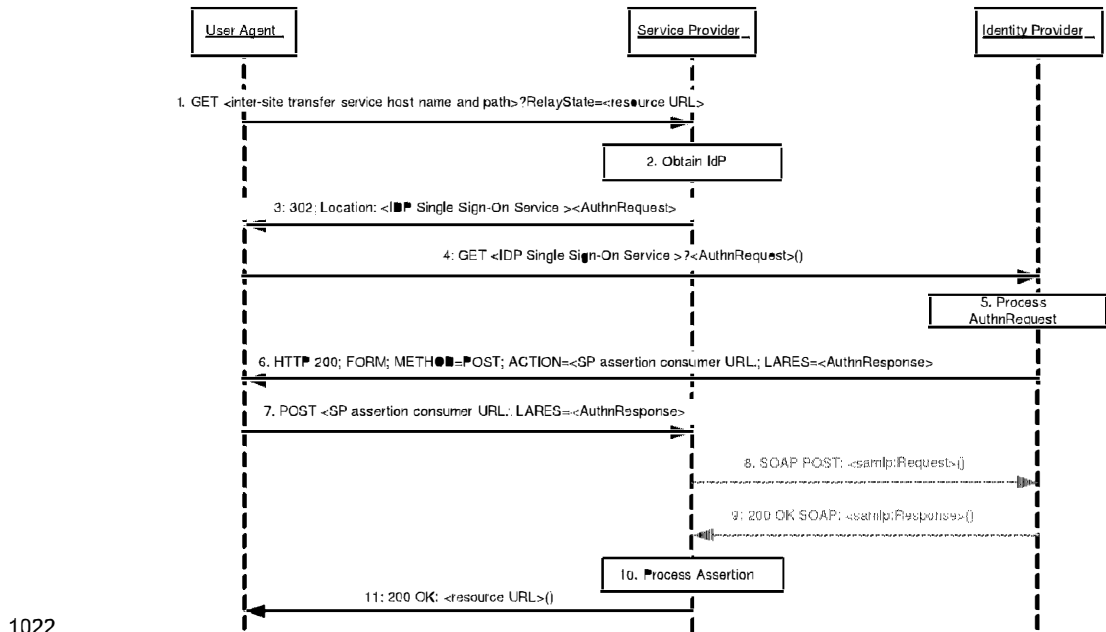 User Agent
Service Provider
Identity Provider
1. GET <inter-site transfer service host name and path>?RelayState=<resource URL>
2. Obtain IdP
3: 302; Location: <IDP Single Sign-On Service ><AuthnRequest>
4: GET <IDP Single Sign-On Service >?<AuthnRequest>()
5. Process
AuthnRequest
6. HTTP 200; FORM; METHOD=POST; ACTION=<SP assertion consumer URL.; LARES=<AuthnResponse>
7. POST <SP assertion consumer URL.; LARES=<AuthnResponse>
8. SOAP POST: <samlp:Request>()
9: 200 OK SOAP: <samlp:Response>()
10. Process Assertion
11: 200 OK: <resource URL>()
1022